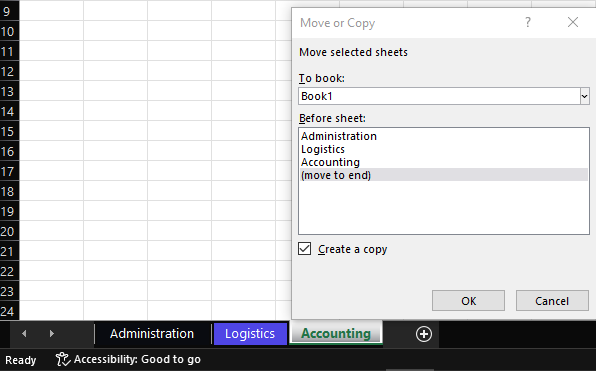 9
10
11
12
13
14
15
16
17
18
19
20
21
22
23
24
Move or Copy
?
Move selected sheets
To book:
Book1
Before sheet:
Administration
Logistics
Accounting
(move to end)
Create a copy
OK Cancel
Administration Logistics Accounting
Ready Accessibility: Good to go